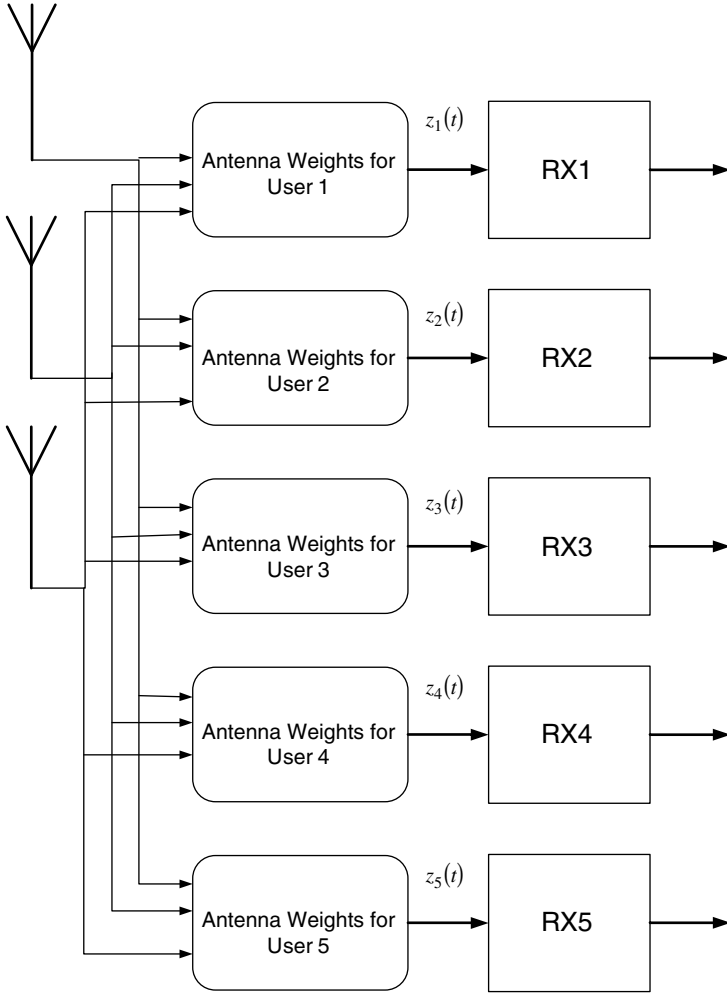 z₁(t)
Antenna Weights for
User 1
RX1
z₂(t)
Antenna Weights for
User 2
RX2
z₃(t)
Antenna Weights for
User 3
RX3
z₄(t)
Antenna Weights for
User 4
RX4
z₅(t)
Antenna Weights for
User 5
RX5